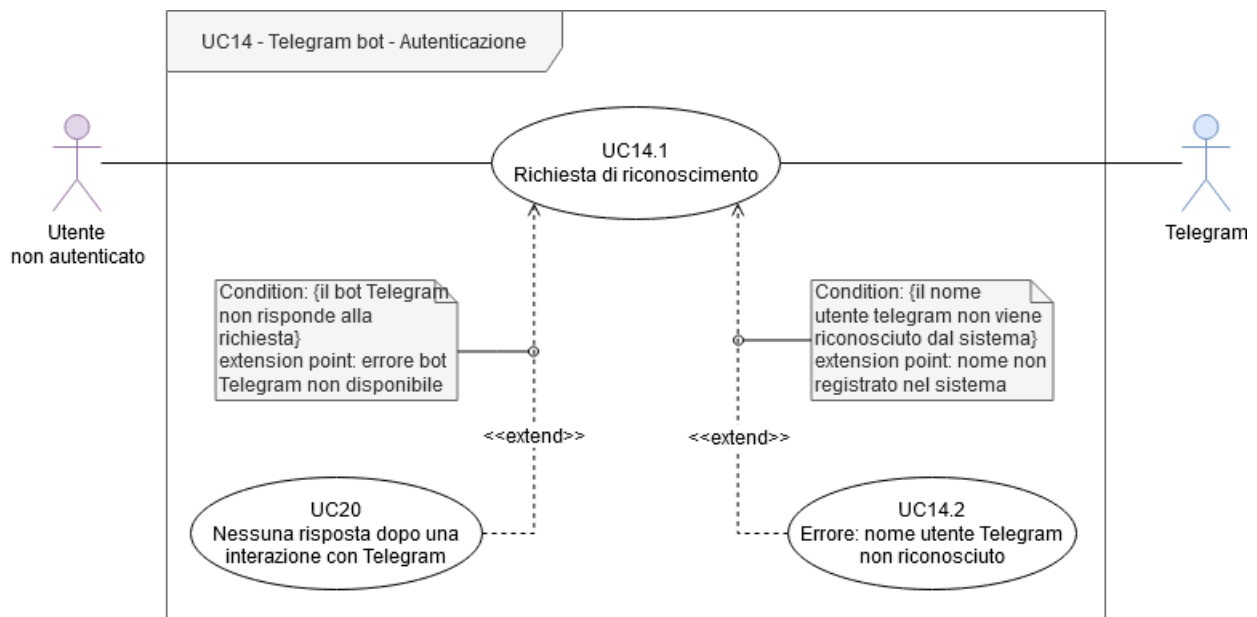 UC14 - Telegram bot - Autenticazione
UC14.1
Richiesta di riconoscimento
Utente
non autenticato
Telegram
Condition: {il bot Telegram
non risponde alla
richiesta}
extension point: errore bot
Telegram non disponibile
Condition: {il nome
utente telegram non viene
riconosciuto dal sistema}
extension point: nome non
registrato nel sistema
<<extend>>
<<extend>>
UC20
Nessuna risposta dopo una
interazione con Telegram
UC14.2
Errore: nome utente Telegram
non riconosciuto